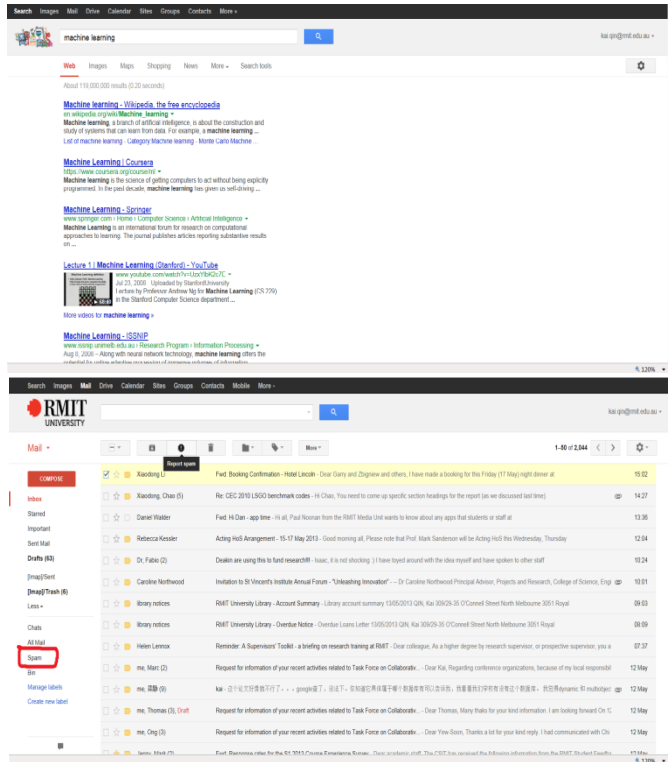 Search Images Mail Drive Calendar Sites Groups Contacts More
machine learning
kai.qin@rmit.edu.au
Web Images Maps Shopping News More Search tools
About 119,000,000 results (0.20 seconds)
Machine learning - Wikipedia, the free encyclopedia
en.wikipedia.org/wiki/Machine_learning
Machine learning, a branch of artificial intelligence, is about the construction and
study of systems that can learn from data. For example, a machine learning ...
List of machine learning - Category:Machine learning - Monte Carlo Machine ...
Machine Learning | Coursera
https://www.coursera.org/course/ml
Machine learning is the science of getting computers to act without being explicitly
programmed. In the past decade, machine learning has given us self-driving ...
Machine Learning - Springer
www.springer.com › Home › Computer Science › Artificial Intelligence
Machine Learning is an international forum for research on computational
approaches to learning. The journal publishes articles reporting substantive results
on ...
Lecture 1 | Machine Learning (Stanford) - YouTube
Jul 23, 2008 - Uploaded by StanfordUniversity
Lecture by Professor Andrew Ng for Machine Learning (CS 229)
in the Stanford Computer Science department ...
More videos for machine learning »
Machine Learning - ISSNIP
www.issnip.unimelb.edu.au › Research Program › Information Processing
Aug 8, 2008 – Along with neural network technology, machine learning offers the
120%
Search Images Mail Drive Calendar Sites Groups Contacts Mobile More
RMIT
UNIVERSITY
kai.qin@rmit.edu.au
Mail
More
1–80 of 2,044
Report spam
COMPOSE
Inbox
Starred
Important
Sent Mail
Drafts (63)
[Imap]/Sent
[Imap]/Trash (6)
Less
Chats
All Mail
Spam
Bin
Manage labels
Create new label
Xiaodong Li Fwd: Booking Confirmation - Hotel Lincoln - Dear Garry and Zbigniew and others, I have made a booking for this Friday (17 May) night dinner at 15:02
Xiaodong, Chao (5) Re: CEC 2010 LSGO benchmark codes - Hi Chao, You need to come up specific section headings for the report (as we discussed last time). 14:27
Daniel Walder Fwd: Hi Dan - app time - Hi all, Paul Noonan from the RMIT Media Unit wants to know about any apps that students or staff at 13:36
Rebecca Kessler Acting HoS Arrangement - 15-17 May 2013 - Good morning all, Please note that Prof. Mark Sanderson will be Acting HoS this Wednesday, Thursday 12:04
Dr, Fabio (2) Deakin are using this to fund research!!! - Isaac, it is not shocking :) I have toyed around with the idea myself and have spoken to other staff 10:24
Caroline Northwood Invitation to St Vincent's Institute Annual Forum - "Unleashing Innovation" - Dr Caroline Northwood Principal Advisor, Projects and Research, College of Science, Engi 10:01
library notices RMIT University Library - Account Summary - Library account summary 13/05/2013 QIN, Kai 309/29-35 O'Connell Street North Melbourne 3051 Royal 09:03
library notices RMIT University Library - Overdue Notice - Overdue Loans Letter 13/05/2013 QIN, Kai 309/29-35 O'Connell Street North Melbourne 3051 Royal 08:09
Helen Lennox Reminder: A Supervisors' Toolkit - a briefing on research training at RMIT - Dear colleague, As a higher degree by research supervisor, or prospective supervisor, you a 07:37
me, Marc (2) Request for information of your recent activities related to Task Force on Collaborativ... - Dear Kai, Regarding conference organizations, because of my local responsibil 12 May
12 May
me, Thomas (3), Draft Request for information of your recent activities related to Task Force on Collaborativ... - Dear Thomas, Many thaks for your kind information. I am looking forward On 12 May
me, Ong (3) Request for information of your recent activities related to Task Force on Collaborativ... - Dear Yew Soon, Thanks a lot for your kind reply. I had communicated with Chi 12 May
120%